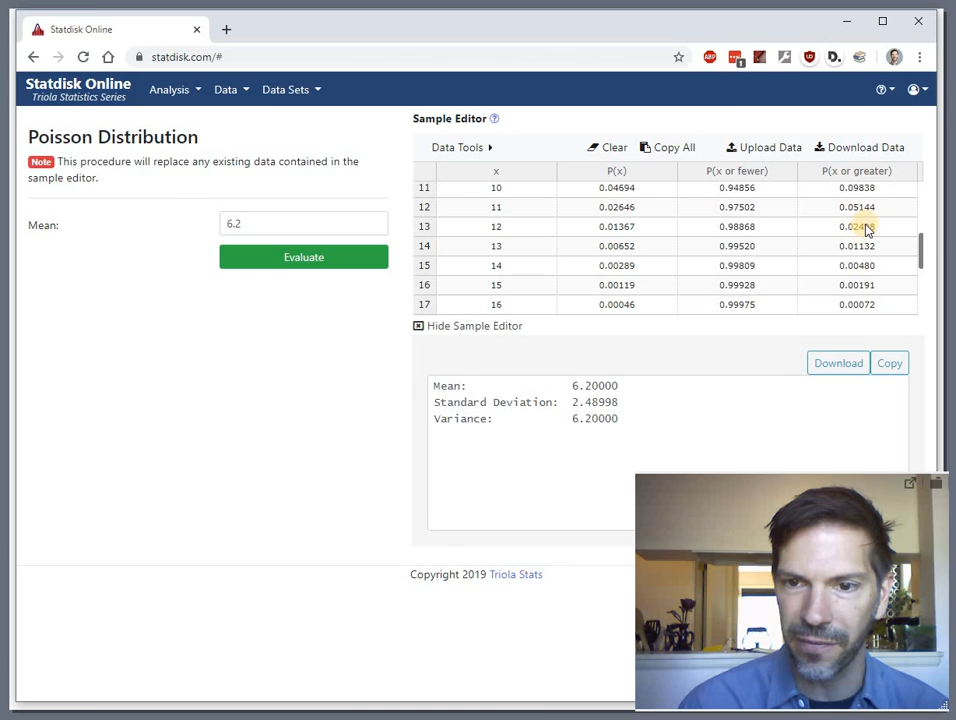 Statdisk Online
statdisk.com/#
1
Statdisk Online
Triola Statistics Series
Analysis
Data
Data Sets
Poisson Distribution
Note This procedure will replace any existing data contained in the
sample editor.
Mean:
6.2
Evaluate
Sample Editor
Data Tools
Clear
Copy All
Upload Data
Download Data
x P(x) P(x or fewer) P(x or greater)
11 10 0.04694 0.94856 0.09838
12 11 0.02646 0.97502 0.05144
13 12 0.01367 0.98868
14 13 0.00652 0.99520 0.01132
15 14 0.00289 0.99809 0.00480
16 15 0.00119 0.99928 0.00191
17 16 0.00046 0.99975 0.00072
Hide Sample Editor
Download Copy
Mean: 6.20000
Standard Deviation: 2.48998
Variance: 6.20000
Copyright 2019 Triola Stats